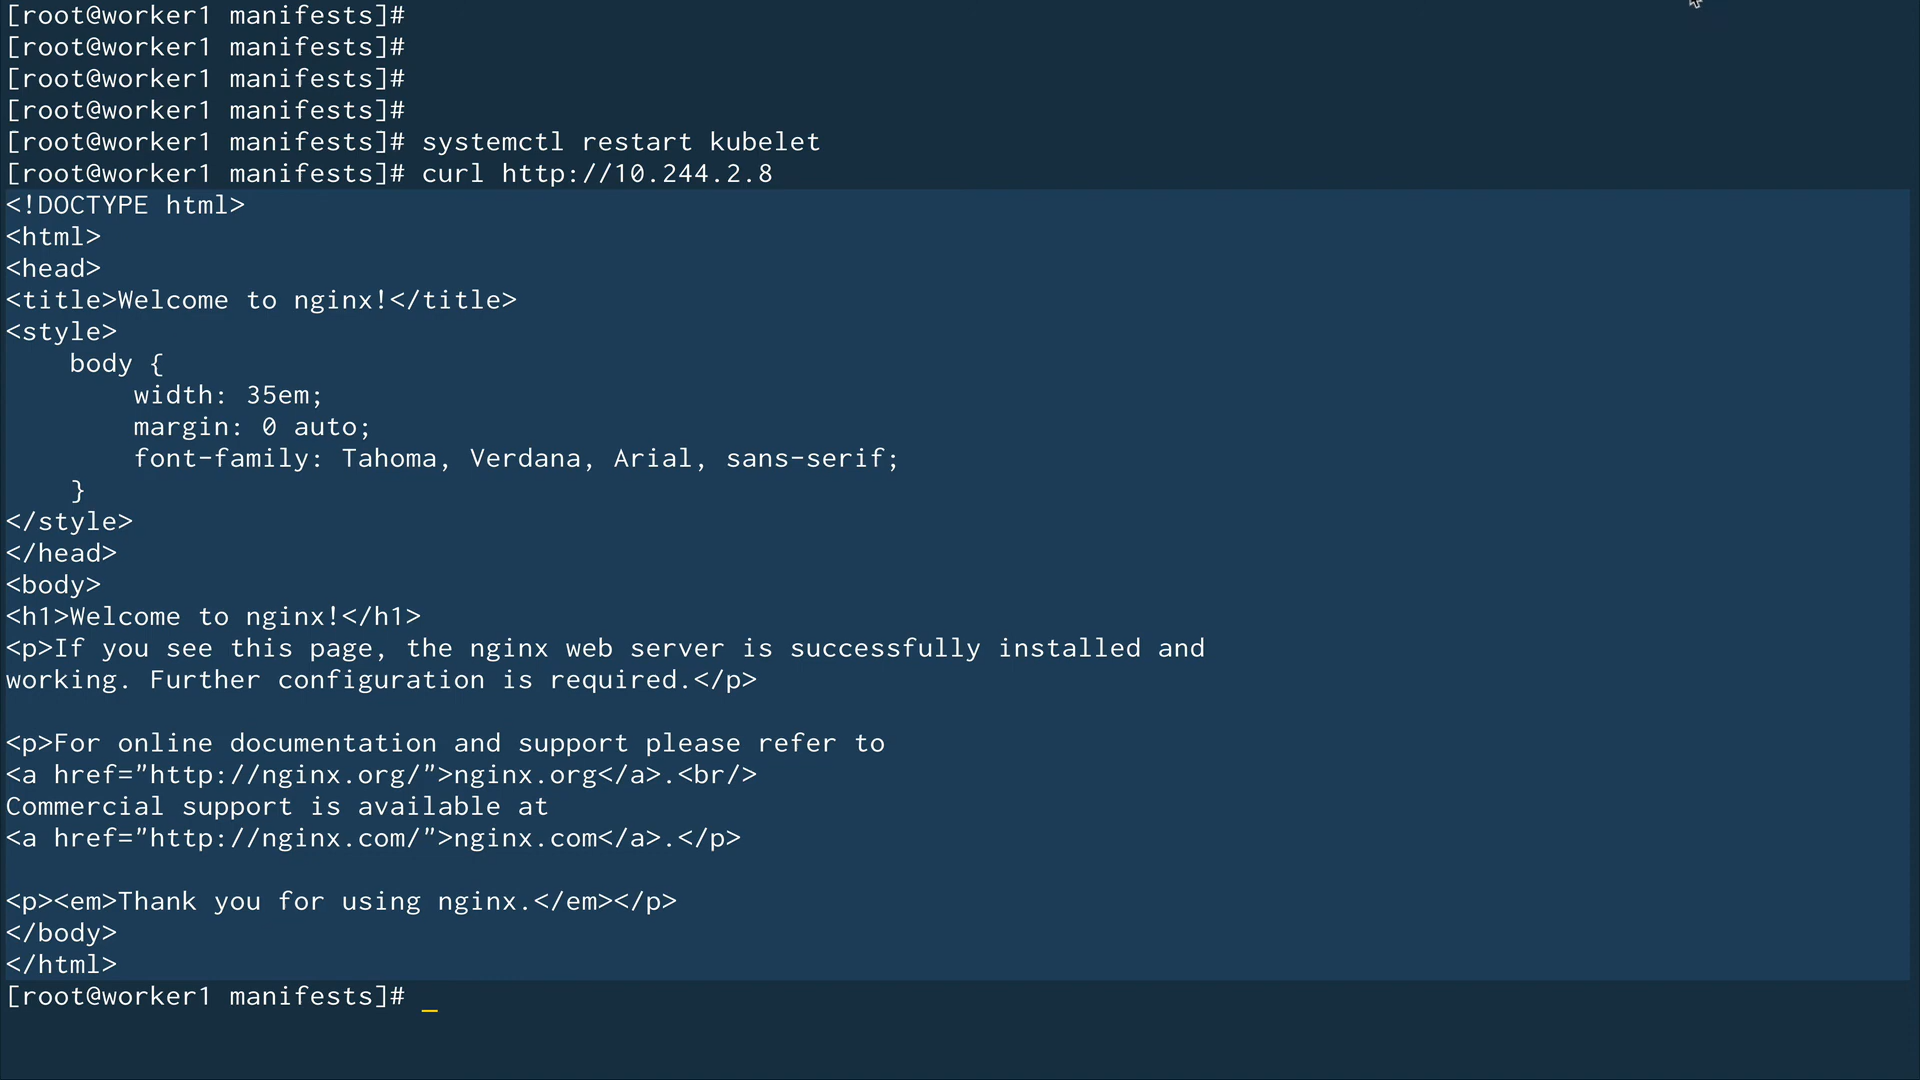 [root@worker1 manifests]#
[root@worker1 manifests]#
[root@worker1 manifests]#
[root@worker1 manifests]#
[root@worker1 manifests]# systemctl restart kubelet
[root@worker1 manifests]# curl http://10.244.2.8
<!DOCTYPE html>
<html>
<head>
<title>Welcome to nginx!</title>
<style>
    body {
        width: 35em;
        margin: 0 auto;
        font-family: Tahoma, Verdana, Arial, sans-serif;
    }
</style>
</head>
<body>
<h1>Welcome to nginx!</h1>
<p>If you see this page, the nginx web server is successfully installed and
working. Further configuration is required.</p>

<p>For online documentation and support please refer to
<a href="http://nginx.org/">nginx.org</a>.<br/>
Commercial support is available at
<a href="http://nginx.com/">nginx.com</a>.</p>

<p><em>Thank you for using nginx.</em></p>
</body>
</html>
[root@worker1 manifests]# _